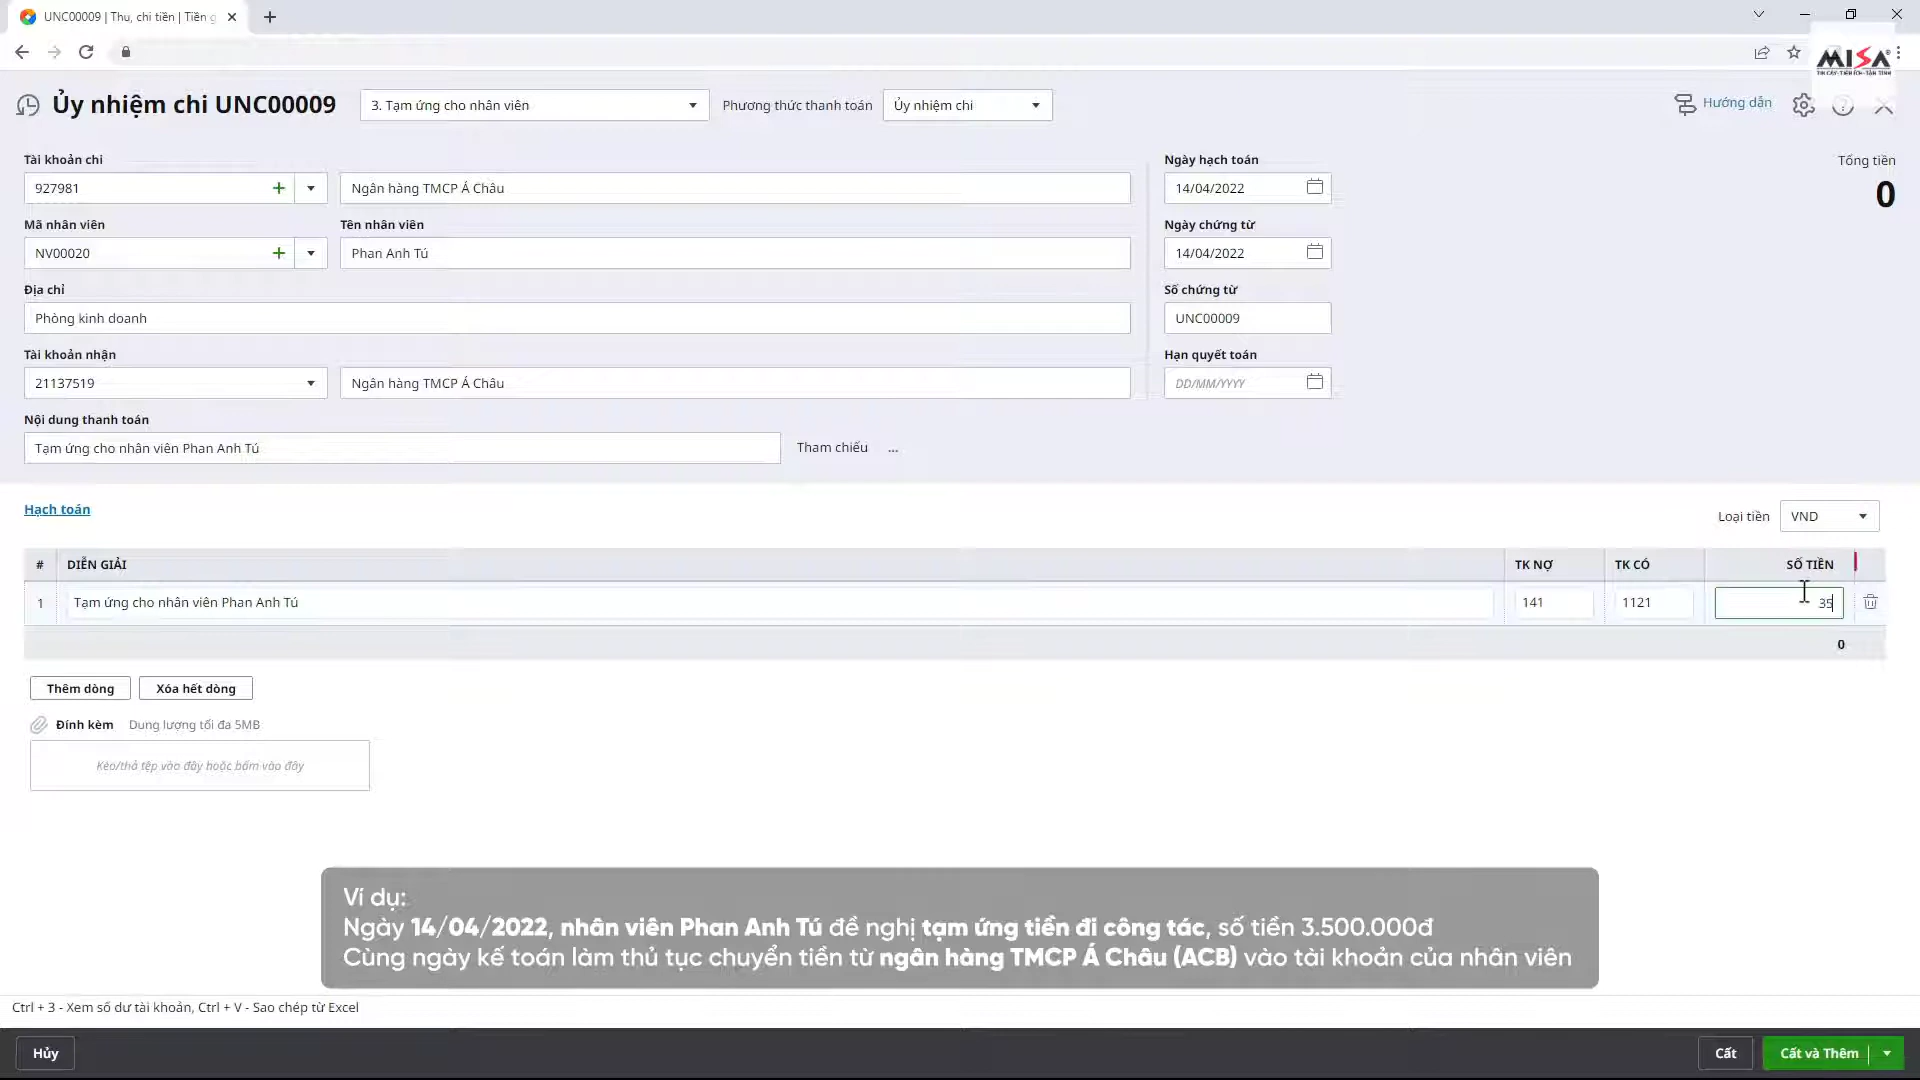 UNC00009 | Thu, chi tiền | Tiền g
MISA
TIN CẬY-TIỆN ÍCH-TẬN TÌNH
Ủy nhiệm chi UNC00009
3. Tạm ứng cho nhân viên
Phương thức thanh toán
Ủy nhiệm chi
Hướng dẫn
Tài khoản chi
Ngày hạch toán
Tổng tiền
927981
Ngân hàng TMCP Á Châu
14/04/2022
0
Mã nhân viên
Tên nhân viên
Ngày chứng từ
NV00020
Phan Anh Tú
14/04/2022
Địa chỉ
Số chứng từ
Phòng kinh doanh
UNC00009
Tài khoản nhận
Hạn quyết toán
21137519
Ngân hàng TMCP Á Châu
DD/MM/YYYY
Nội dung thanh toán
Tạm ứng cho nhân viên Phan Anh Tú
Tham chiếu ...
Hạch toán
Loại tiền
VND
# DIỄN GIẢI TK NỢ TK CÓ SỐ TIỀN
1 Tạm ứng cho nhân viên Phan Anh Tú 141 1121 35
0
Thêm dòng
Xóa hết dòng
Đính kèm Dung lượng tối đa 5MB
Kéo/thả tệp vào đây hoặc bấm vào đây
Ví dụ:
Ngày 14/04/2022, nhân viên Phan Anh Tú đề nghị tạm ứng tiền đi công tác, số tiền 3.500.000đ
Cùng ngày kế toán làm thủ tục chuyển tiền từ ngân hàng TMCP Á Châu (ACB) vào tài khoản của nhân viên
Ctrl + 3 - Xem số dư tài khoản, Ctrl + V - Sao chép từ Excel
Hủy
Cất
Cất và Thêm